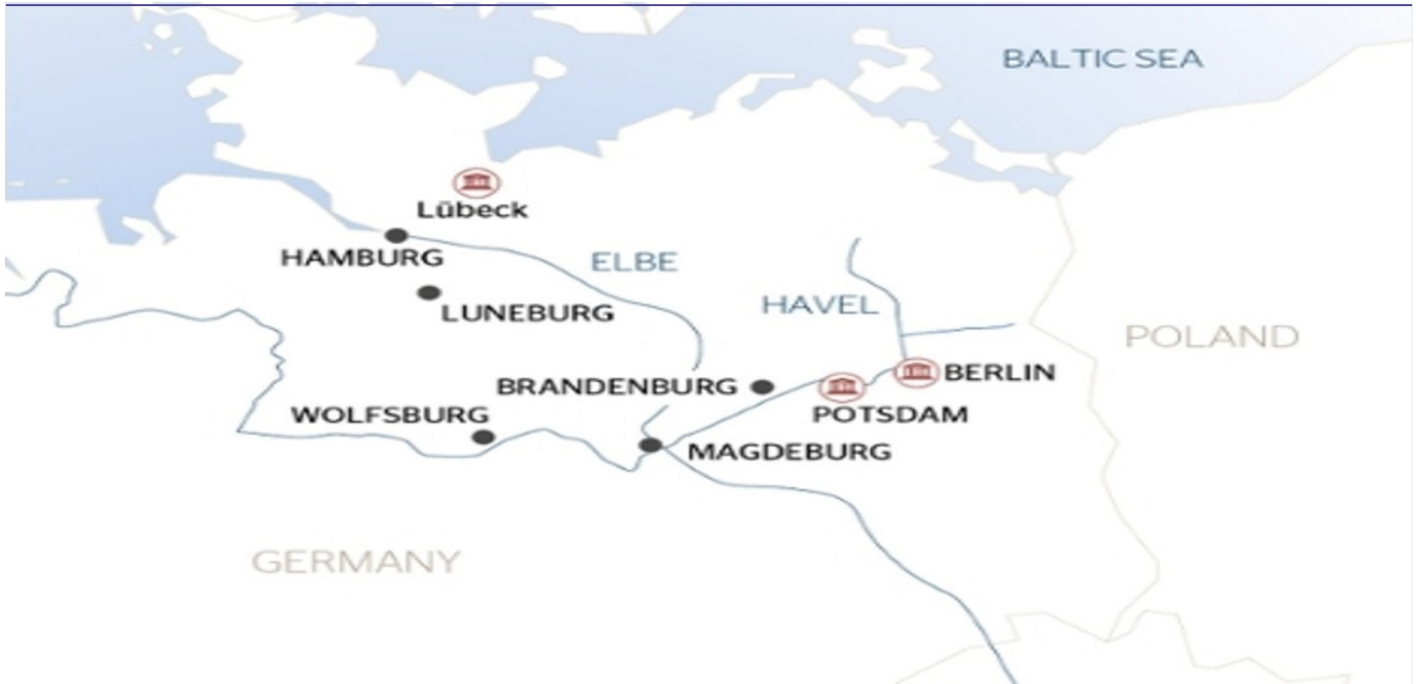 BALTIC SEA
Lübeck
HAMBURG
ELBE
LUNEBURG
HAVEL
POLAND
BRANDENBURG
BERLIN
WOLFSBURG
POTSDAM
MAGDEBURG
GERMANY